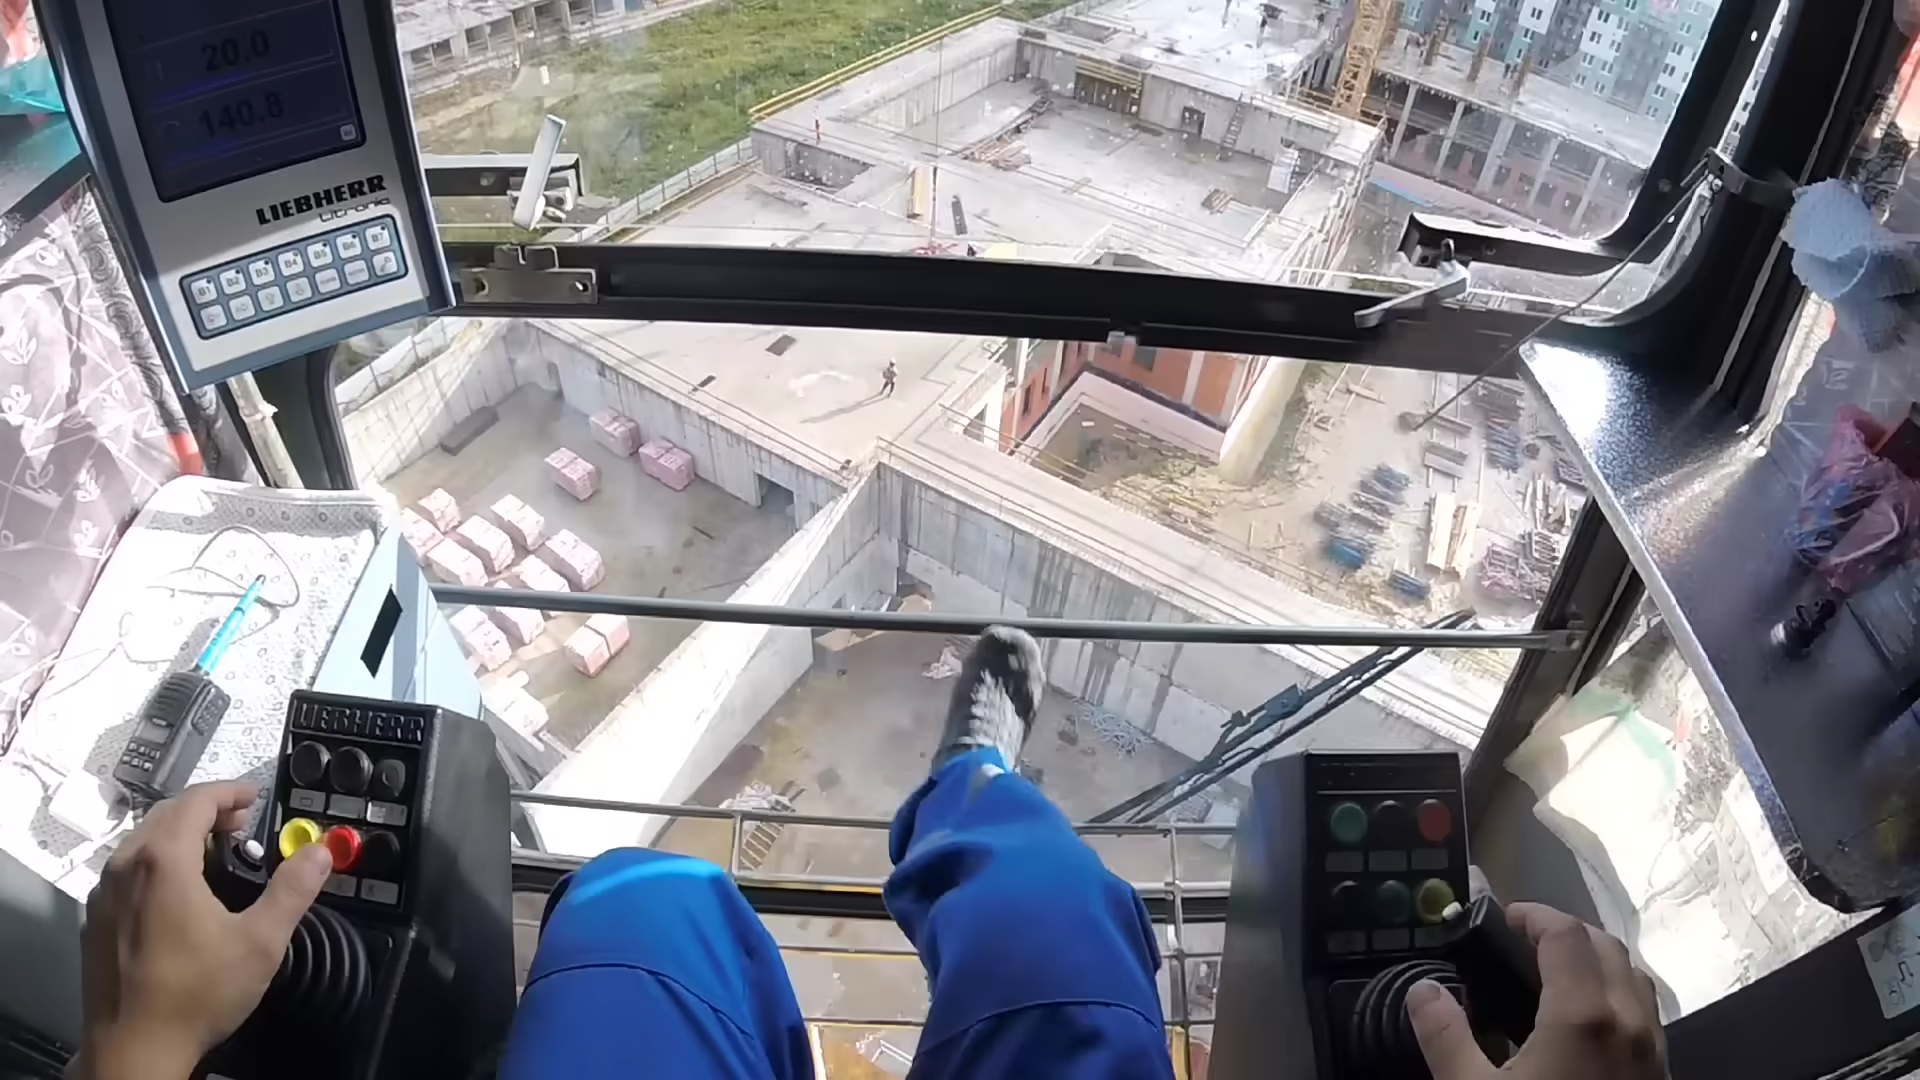 20.0
140.8
LIEBHERR
Litronic
B1 B2 B3 B4 B5 B6 B7
LIEBHERR